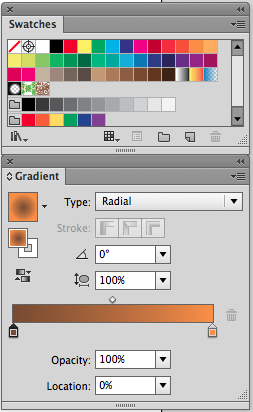 Swatches
Gradient
Type: Radial
Stroke:
0°
100%
Opacity: 100%
Location: 0%